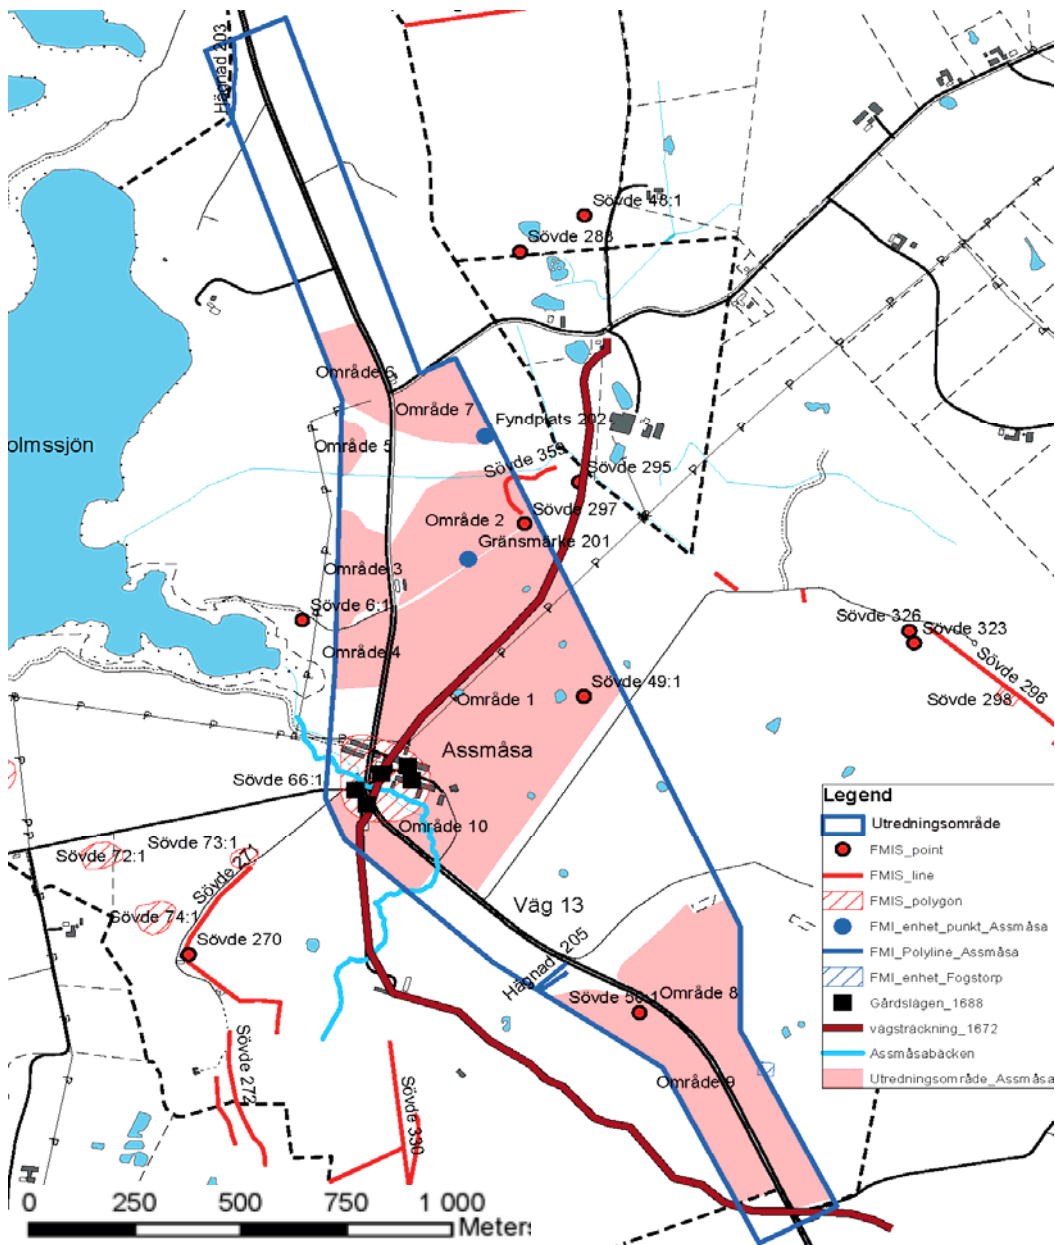 Hägnad 203
Sövde 48:1
Sövde 288
Område 6
Område 7
Fyndplats 202
Område 5
olmssjön
Sövde 359
Sövde 295
Område 2
Sövde 297
Gränsmärke 201
Område 3
Sövde 6:1
Sövde 326
Sövde 323
Område 4
Sövde 296
Område 1
Sövde 49:1
Sövde 298
Assmåsa
Sövde 66:1
Område 10
Sövde 73:1
Sövde 72:1
Sövde 271
Sövde 74:1
Väg 13
Sövde 270
Hägnad 205
Sövde 56:1
Område 8
Område 9
Sövde 272
Sövde 330
Legend
Utredningsområde
FMIS_point
FMIS_line
FMIS_polygon
FMI_enhet_punkt_Assmåsa
FMI_Polyline_Assmåsa
FMI_enhet_Fogstorp
Gårdslägen_1688
vägsträckning_1672
Assmåsabäcken
Utredningsområde_Assmåsa
0 250 500 750 1 000
Meters